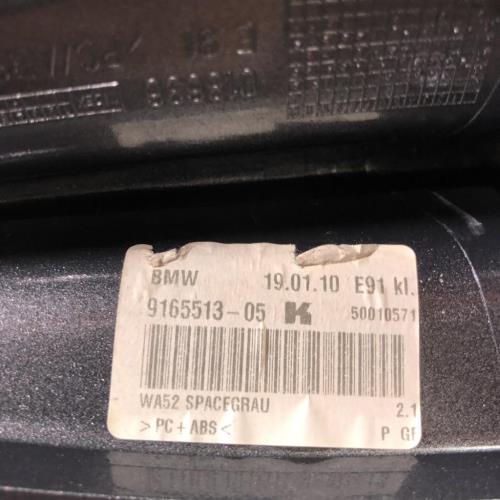 BMW 19.01.10 E91 kl.
9165513-05 K 50010571
WA52 SPACEGRAU 2.1
>PC+ABS< P GF